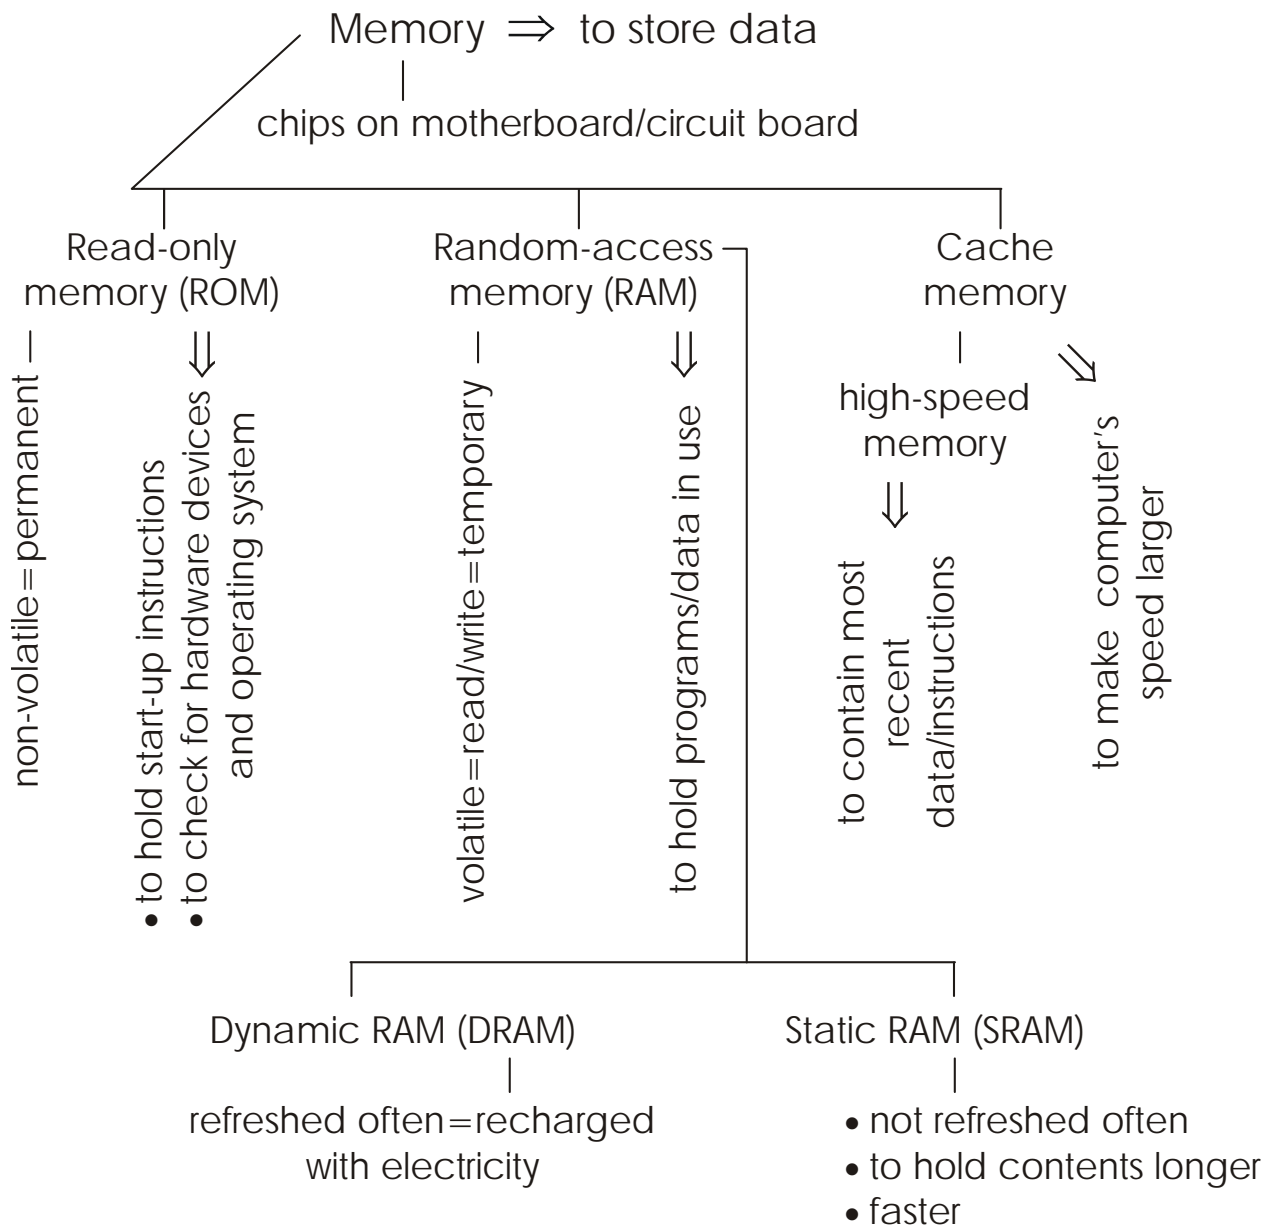 Memory ⇒ to store data
chips on motherboard/circuit board
Read-only
memory (ROM)
non-volatile=permanent
• to hold start-up instructions
• to check for hardware devices
and operating system
Random-access
memory (RAM)
volatile=read/write=temporary
to hold programs/data in use
Cache
memory
high-speed
memory
to contain most
recent
data/instructions
to make computer's
speed larger
Dynamic RAM (DRAM)
refreshed often=recharged
with electricity
Static RAM (SRAM)
• not refreshed often
• to hold contents longer
• faster